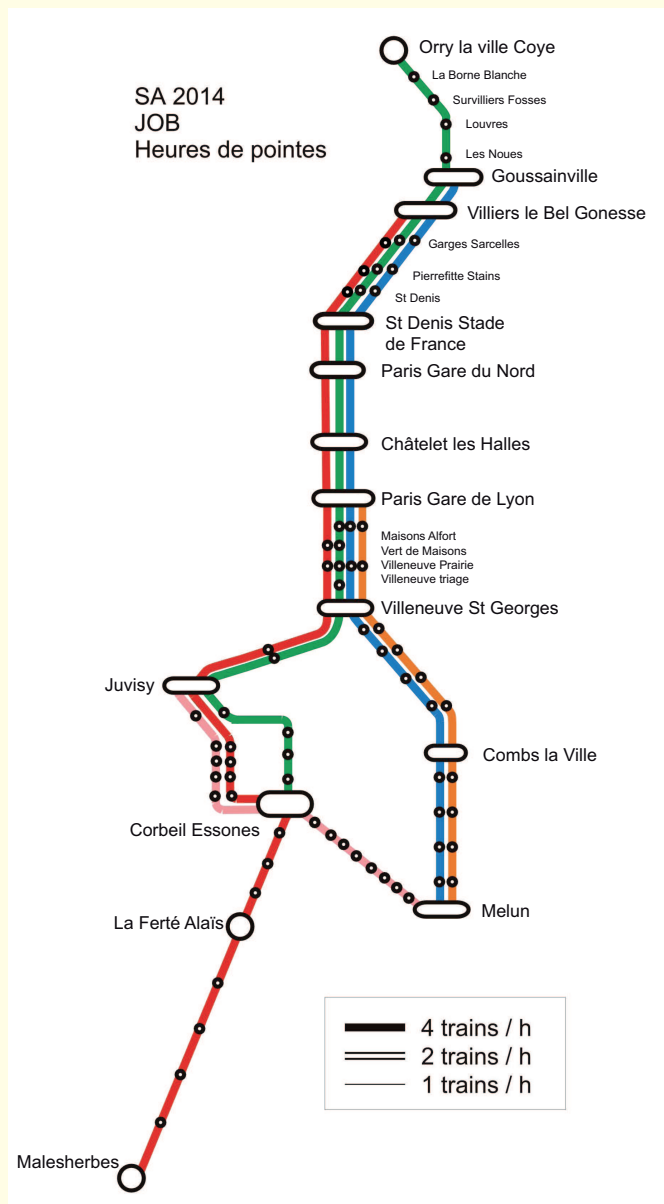 SA 2014
JOB
Heures de pointes
Orry la ville Coye
La Borne Blanche
Survilliers Fosses
Louvres
Les Noues
Goussainville
Villiers le Bel Gonesse
Garges Sarcelles
Pierrefitte Stains
St Denis
St Denis Stade
de France
Paris Gare du Nord
Châtelet les Halles
Paris Gare de Lyon
Maisons Alfort
Vert de Maisons
Villeneuve Prairie
Villeneuve triage
Villeneuve St Georges
Juvisy
Combs la Ville
Corbeil Essones
Melun
La Ferté Alaïs
4 trains / h
2 trains / h
1 trains / h
Malesherbes